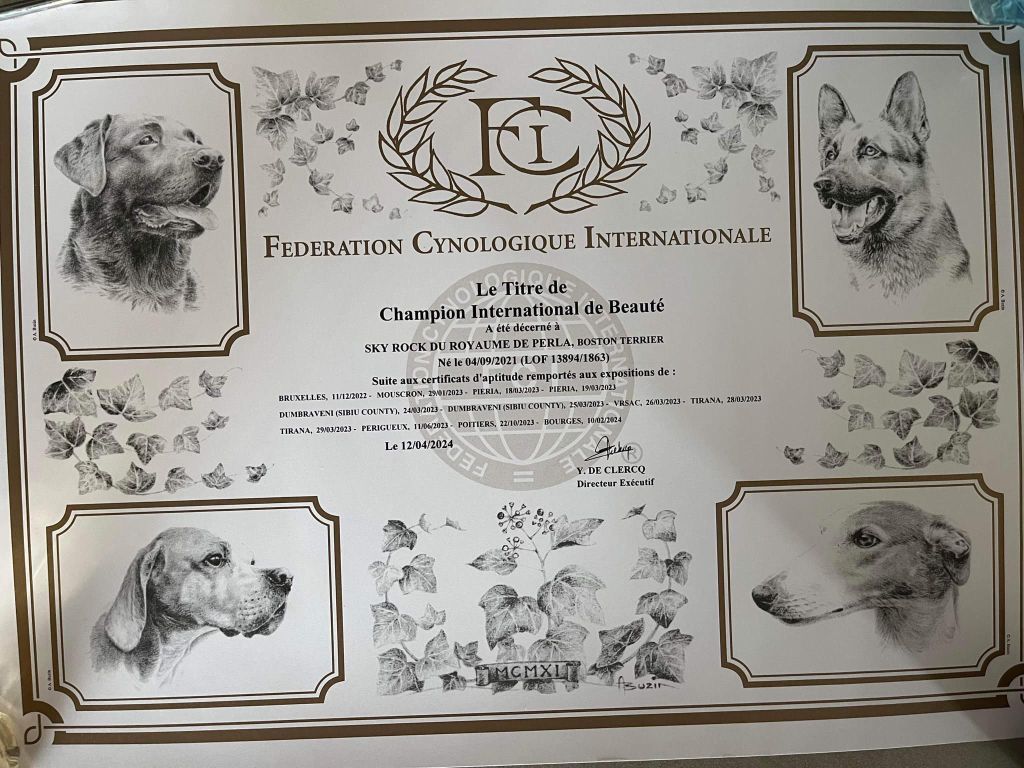 FCI
FEDERATION CYNOLOGIQUE INTERNATIONALE
Le Titre de
Champion International de Beauté
A été décerné à
SKY ROCK DU ROYAUME DE PERLA, BOSTON TERRIER
Né le 04/09/2021 (LOF 13894/1863)
Suite aux certificats d'aptitude remportés aux expositions de :
BRUXELLES, 11/12/2022 - MOUSCRON, 29/01/2023 - PIERIA, 18/03/2023 - PIERIA, 19/03/2023
DUMBRAVENI (SIBIU COUNTY), 24/03/2023 - DUMBRAVENI (SIBIU COUNTY), 25/03/2023 - VRSAC, 26/03/2023 - TIRANA, 28/03/2023
TIRANA, 29/03/2023 - PERIGUEUX, 11/06/2023 - POITIERS, 22/10/2023 - BOURGES, 10/02/2024
Le 12/04/2024
Y. DE CLERCQ
Directeur Exécutif
MCMXI
ABUZIN